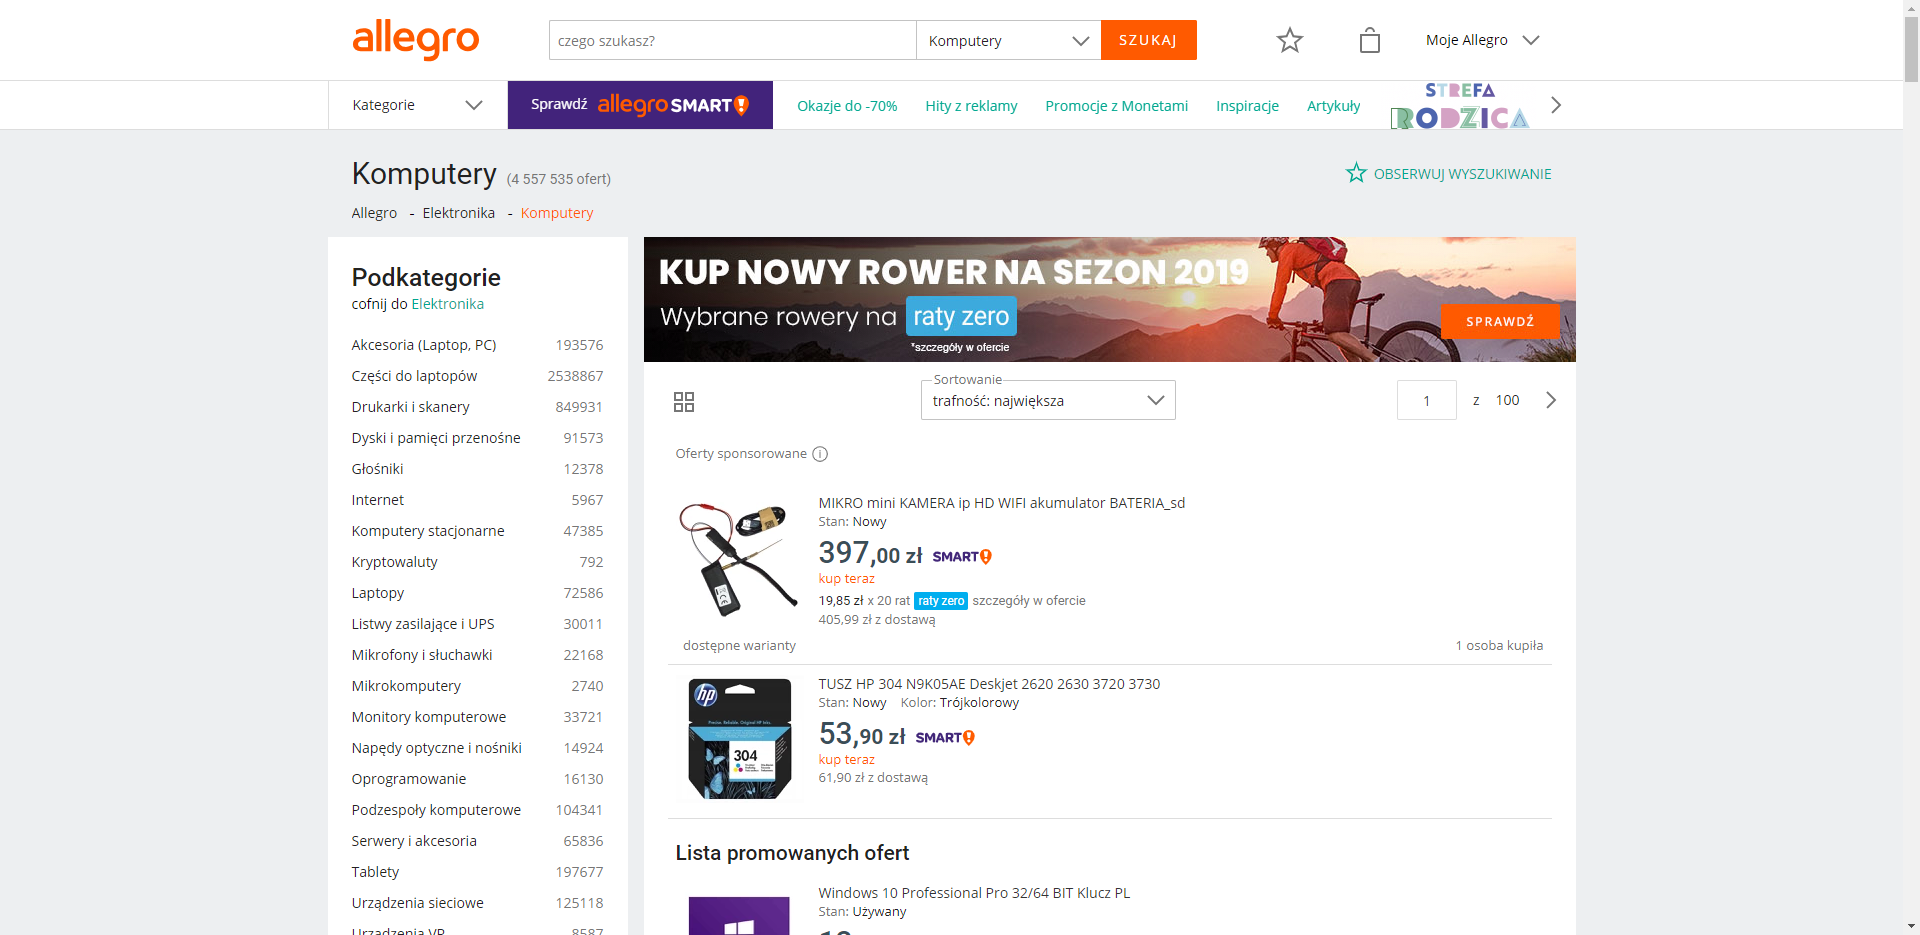 allegro
czego szukasz?
Komputery
SZUKAJ
Moje Allegro
Kategorie
Sprawdź allegro SMART!
Okazje do -70%
Hity z reklamy
Promocje z Monetami
Inspiracje
Artykuły
STREFA
RODZICA
Komputery (4 557 535 ofert)
OBSERWUJ WYSZUKIWANIE
Allegro - Elektronika - Komputery
Podkategorie
cofnij do Elektronika
Akcesoria (Laptop, PC) 193576
Części do laptopów 2538867
Drukarki i skanery 849931
Dyski i pamięci przenośne 91573
Głośniki 12378
Internet 5967
Komputery stacjonarne 47385
Kryptowaluty 792
Laptopy 72586
Listwy zasilające i UPS 30011
Mikrofony i słuchawki 22168
Mikrokomputery 2740
Monitory komputerowe 33721
Napędy optyczne i nośniki 14924
Oprogramowanie 16130
Podzespoły komputerowe 104341
Serwery i akcesoria 65836
Tablety 197677
Urządzenia sieciowe 125118
Urządzenia VR 8587
KUP NOWY ROWER NA SEZON 2019
Wybrane rowery na raty zero
*szczegóły w ofercie
SPRAWDŹ
Sortowanie
trafność: największa
1 z 100
Oferty sponsorowane
MIKRO mini KAMERA ip HD WIFI akumulator BATERIA_sd
Stan: Nowy
397,00 zł SMART!
kup teraz
19,85 zł x 20 rat raty zero szczegóły w ofercie
405,99 zł z dostawą
dostępne warianty
1 osoba kupiła
hp
304
TUSZ HP 304 N9K05AE Deskjet 2620 2630 3720 3730
Stan: Nowy Kolor: Trójkolorowy
53,90 zł SMART!
kup teraz
61,90 zł z dostawą
Lista promowanych ofert
Windows 10 Professional Pro 32/64 BIT Klucz PL
Stan: Używany